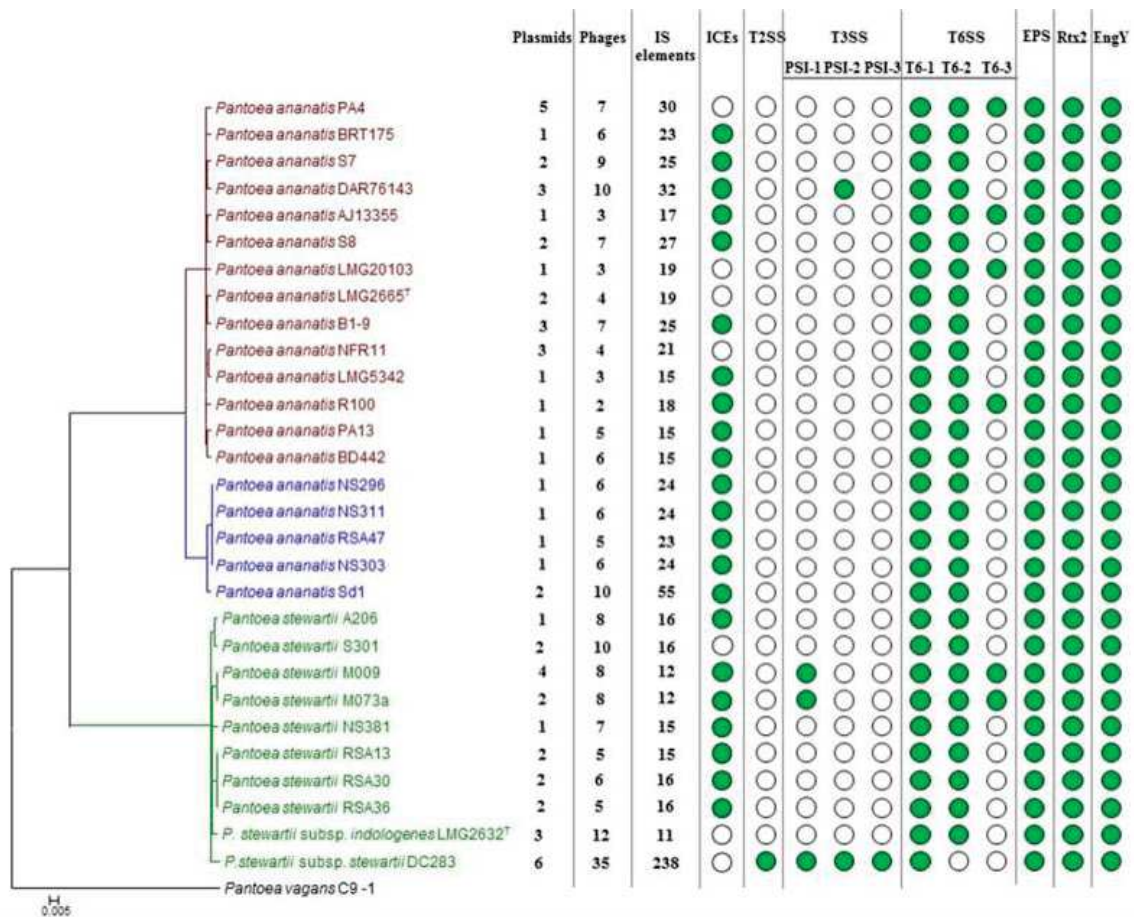 Plasmids Phages IS elements ICEs T2SS T3SS T6SS EPS Rtx2 EngY
PSI-1 PSI-2 PSI-3 T6-1 T6-2 T6-3
Pantoea ananatis PA4 5 7 30
Pantoea ananatis BRT175 1 6 23
Pantoea ananatis S7 2 9 25
Pantoea ananatis DAR76143 3 10 32
Pantoea ananatis AJ13355 1 3 17
Pantoea ananatis S8 2 7 27
Pantoea ananatis LMG20103 1 3 19
Pantoea ananatis LMG2665ᵀ 2 4 19
Pantoea ananatis B1-9 3 7 25
Pantoea ananatis NFR11 3 4 21
Pantoea ananatis LMG5342 1 3 15
Pantoea ananatis R100 1 2 18
Pantoea ananatis PA13 1 5 15
Pantoea ananatis BD442 1 6 15
Pantoea ananatis NS296 1 6 24
Pantoea ananatis NS311 1 6 24
Pantoea ananatis RSA47 1 5 23
Pantoea ananatis NS303 1 6 24
Pantoea ananatis Sd1 2 10 55
Pantoea stewartii A206 1 8 16
Pantoea stewartii S301 2 10 16
Pantoea stewartii M009 4 8 12
Pantoea stewartii M073a 2 8 12
Pantoea stewartii NS381 1 7 15
Pantoea stewartii RSA13 2 5 15
Pantoea stewartii RSA30 2 6 16
Pantoea stewartii RSA36 2 5 16
P. stewartii subsp. indologenes LMG2632ᵀ 3 12 11
P.stewartii subsp. stewartii DC283 6 35 238
Pantoea vagans C9 -1
0.005